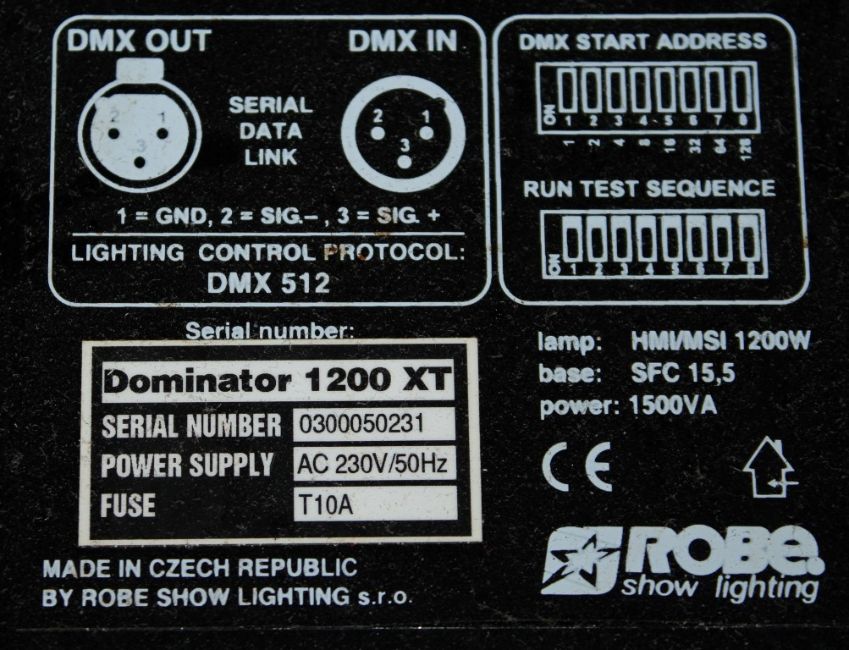 DMX OUT
DMX IN
2 1
3
SERIAL
DATA
LINK
2 1
3
1 = GND, 2 = SIG.– , 3 = SIG. +
LIGHTING CONTROL PROTOCOL:
DMX 512
DMX START ADDRESS
ON
1 2 3 4 5 6 7 8
1 2 4 8 16 32 64 128
RUN TEST SEQUENCE
ON
1 2 3 4 5 6 7 8
Serial number:
Dominator 1200 XT
SERIAL NUMBER 0300050231
POWER SUPPLY AC 230V/50Hz
FUSE T10A
MADE IN CZECH REPUBLIC
BY ROBE SHOW LIGHTING s.r.o.
lamp: HMI/MSI 1200W
base: SFC 15,5
power: 1500VA
CE
ROBE
show lighting